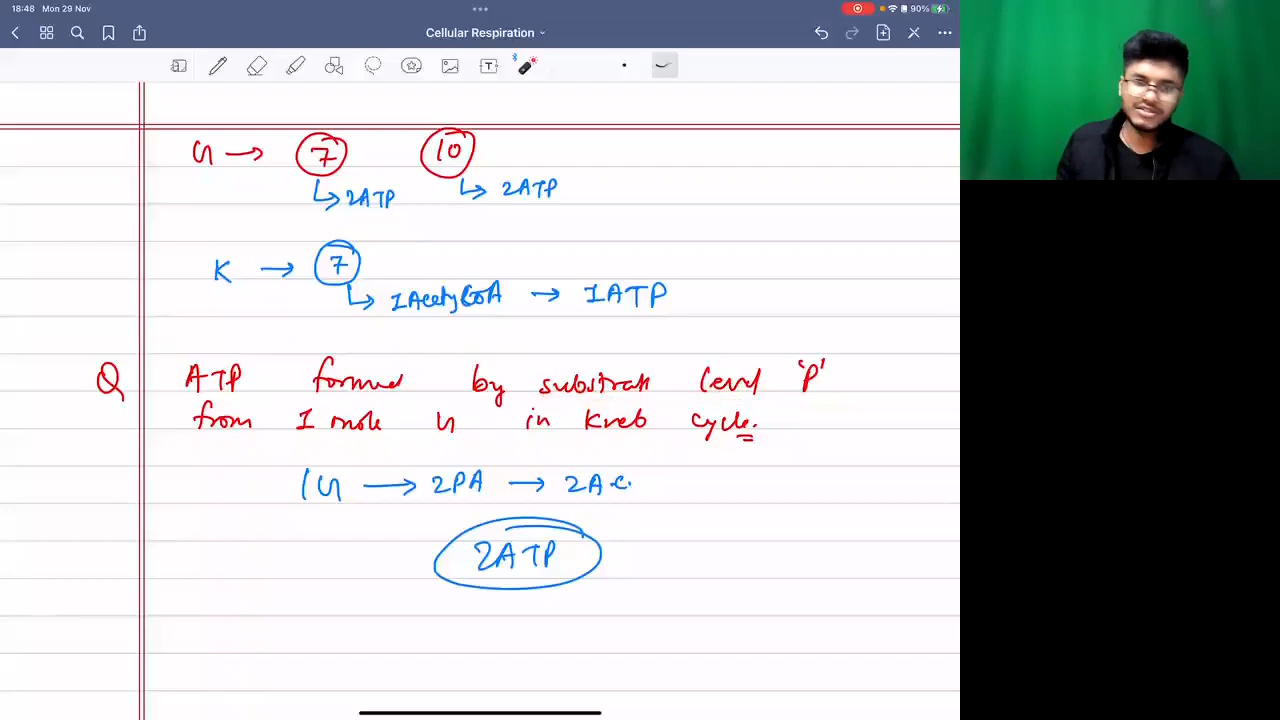 18:48 Mon 29 Nov
90%
Cellular Respiration
T
G → 7 10
↳ 2ATP ↳ 2ATP
K → 7
↳ 1 Acetyl CoA → 1ATP
Q ATP formed by substrate level 'P'
from 1 mole G in Kreb cycle.
1G → 2PA → 2A.C.
2ATP